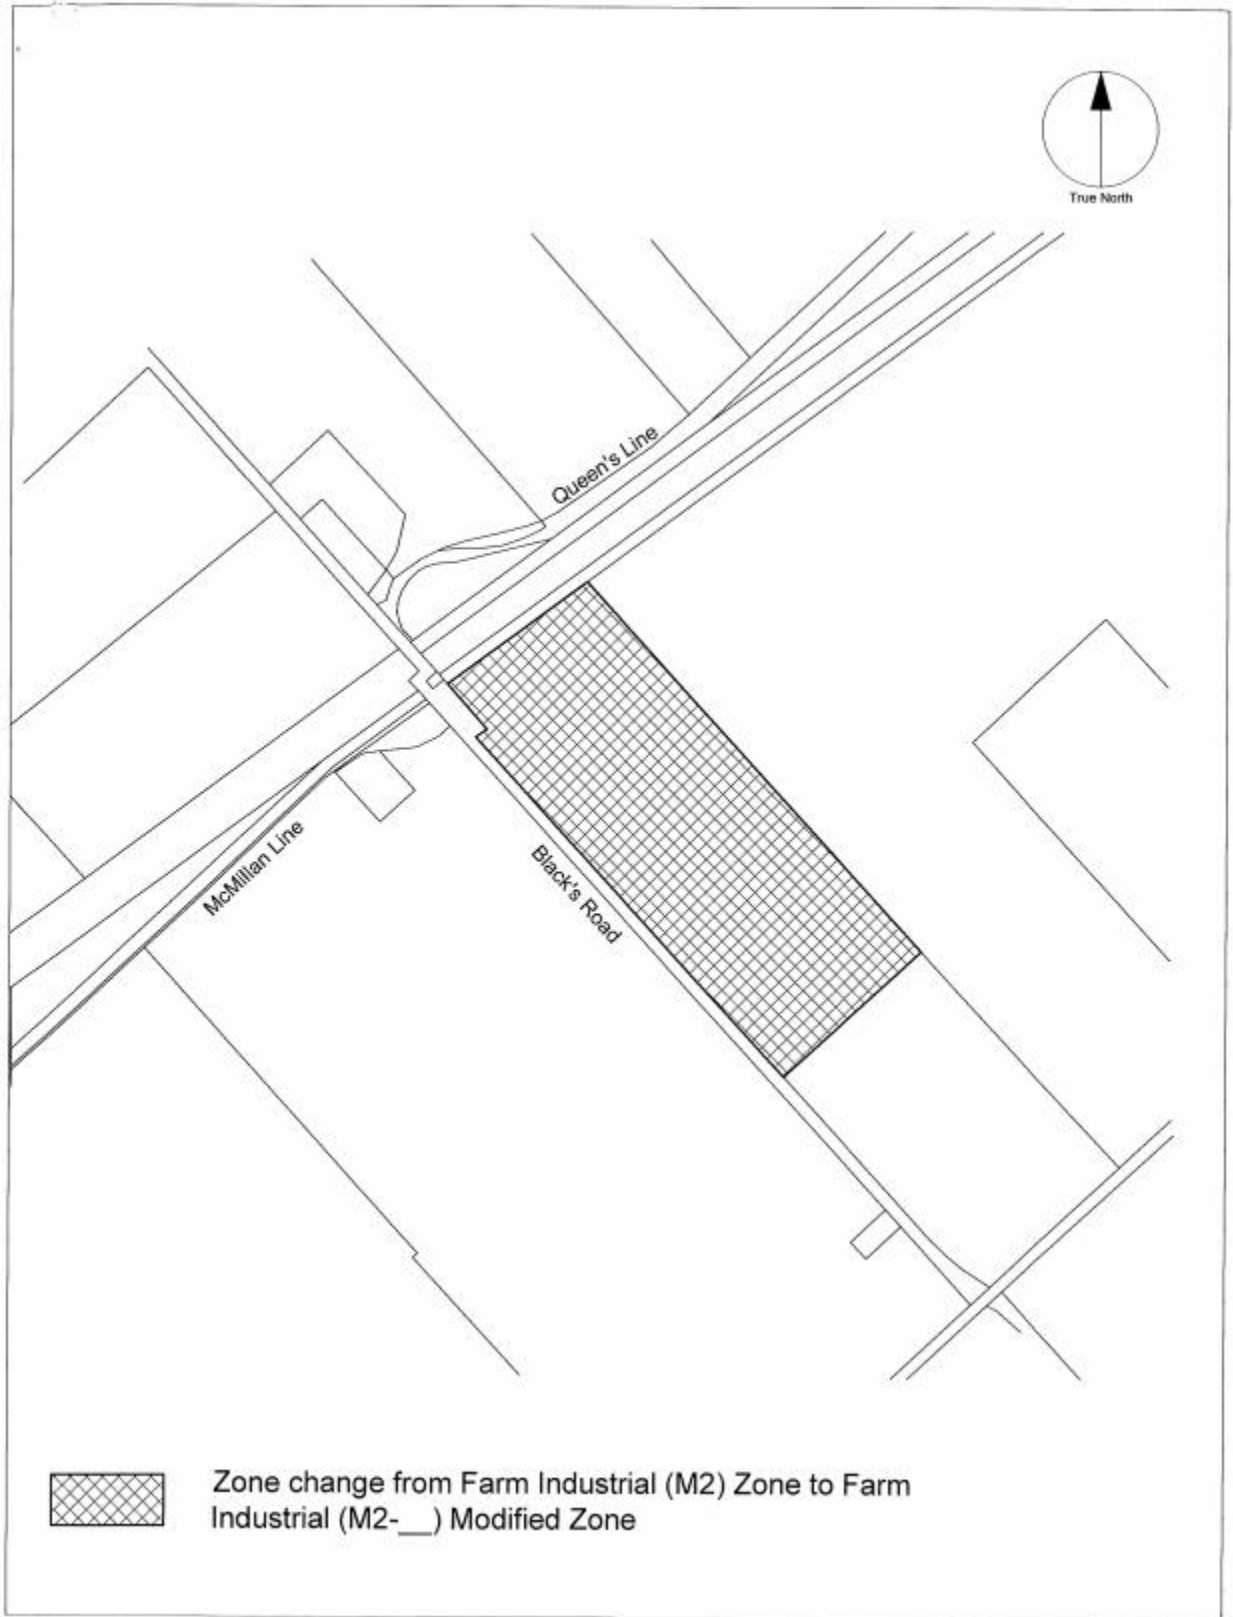 True North
Queen's Line
McMillan Line
Black's Road
Zone change from Farm Industrial (M2) Zone to Farm
Industrial (M2-__) Modified Zone